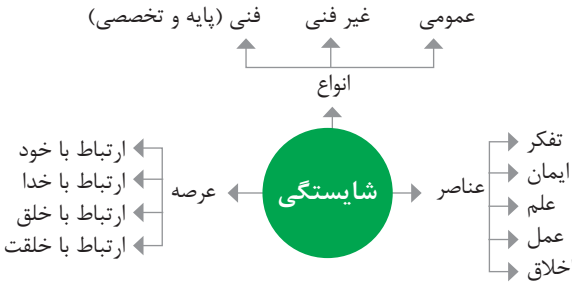 عمومی
غیر فنی
فنی (پایه و تخصصی)
انواع
شایستگی
عناصر
تفکر
ایمان
علم
عمل
اخلاق
عرصه
ارتباط با خود
ارتباط با خدا
ارتباط با خلق
ارتباط با خلقت